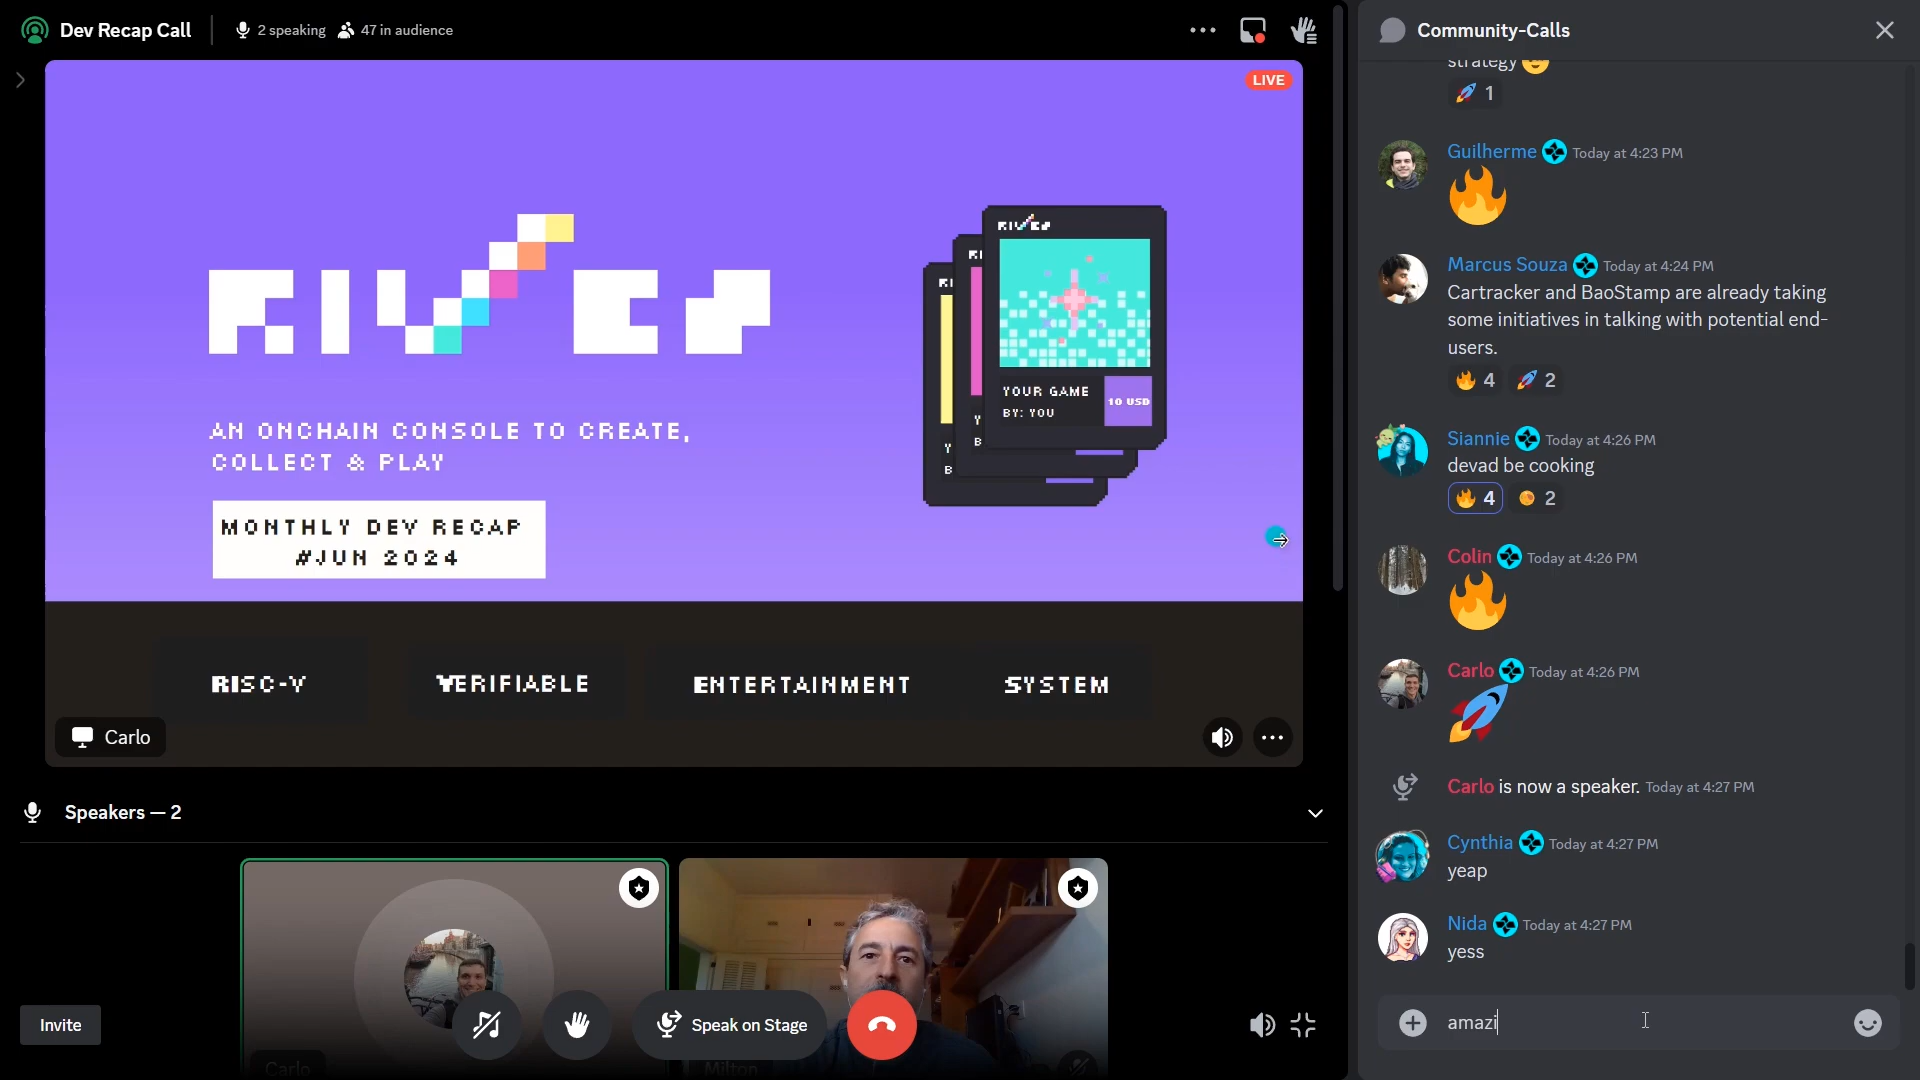 Dev Recap Call
2 speaking
47 in audience
LIVE
RIVES
AN ONCHAIN CONSOLE TO CREATE,
COLLECT & PLAY
MONTHLY DEV RECAP
#JUN 2024
RIVES
YOUR GAME
BY: YOU
10 USD
RI
RI
Y
B
Y
B
RISC-V
VERIFIABLE
ENTERTAINMENT
SYSTEM
Carlo
Speakers — 2
Invite
Speak on Stage
Carlo
Milton
Community-Calls
strategy
1
Guilherme Today at 4:23 PM
Marcus Souza Today at 4:24 PM
Cartracker and BaoStamp are already taking
some initiatives in talking with potential end-
users.
4 2
Siannie Today at 4:26 PM
devad be cooking
4 2
Colin Today at 4:26 PM
Carlo Today at 4:26 PM
Carlo is now a speaker. Today at 4:27 PM
Cynthia Today at 4:27 PM
yeap
Nida Today at 4:27 PM
yess
amazi